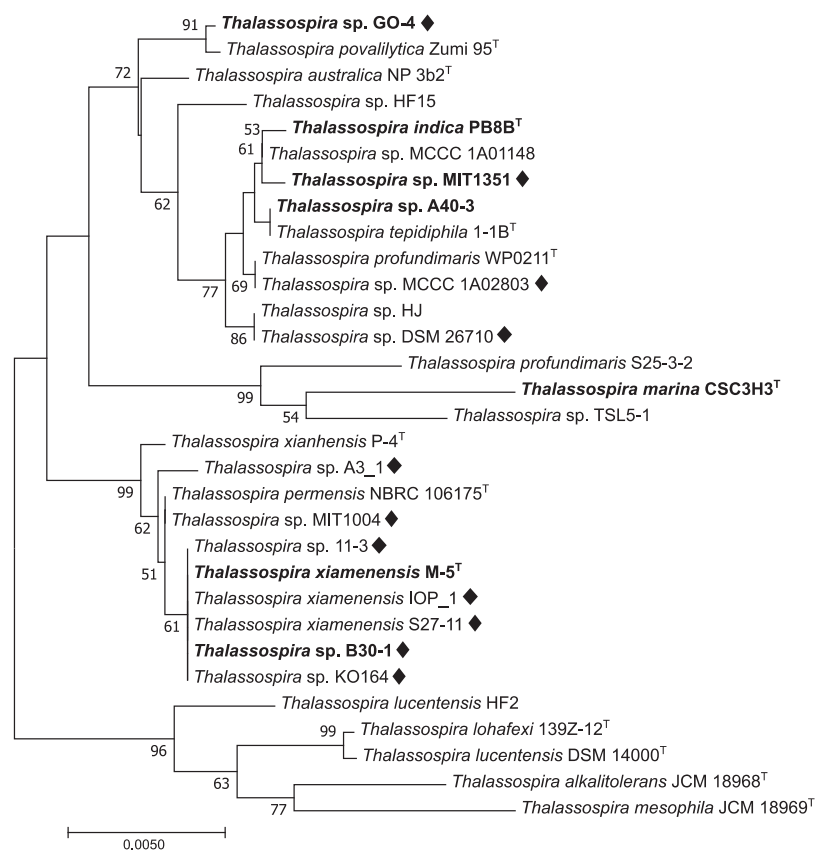 91
Thalassospira sp. GO-4 ◆
Thalassospira povalilytica Zumi 95ᵀ
72
Thalassospira australica NP 3b2ᵀ
Thalassospira sp. HF15
53
Thalassospira indica PB8Bᵀ
61
Thalassospira sp. MCCC 1A01148
Thalassospira sp. MIT1351 ◆
62
Thalassospira sp. A40-3
Thalassospira tepidiphila 1-1Bᵀ
Thalassospira profundimaris WP0211ᵀ
77
69
Thalassospira sp. MCCC 1A02803 ◆
Thalassospira sp. HJ
86
Thalassospira sp. DSM 26710 ◆
Thalassospira profundimaris S25-3-2
99
Thalassospira marina CSC3H3ᵀ
54
Thalassospira sp. TSL5-1
Thalassospira xianhensis P-4ᵀ
99
Thalassospira sp. A3_1 ◆
Thalassospira permensis NBRC 106175ᵀ
62
Thalassospira sp. MIT1004 ◆
Thalassospira sp. 11-3 ◆
51
Thalassospira xiamenensis M-5ᵀ
Thalassospira xiamenensis IOP_1 ◆
61
Thalassospira xiamenensis S27-11 ◆
Thalassospira sp. B30-1 ◆
Thalassospira sp. KO164 ◆
Thalassospira lucentensis HF2
96
99
Thalassospira lohafexi 139Z-12ᵀ
Thalassospira lucentensis DSM 14000ᵀ
63
Thalassospira alkalitolerans JCM 18968ᵀ
77
Thalassospira mesophila JCM 18969ᵀ
0.0050